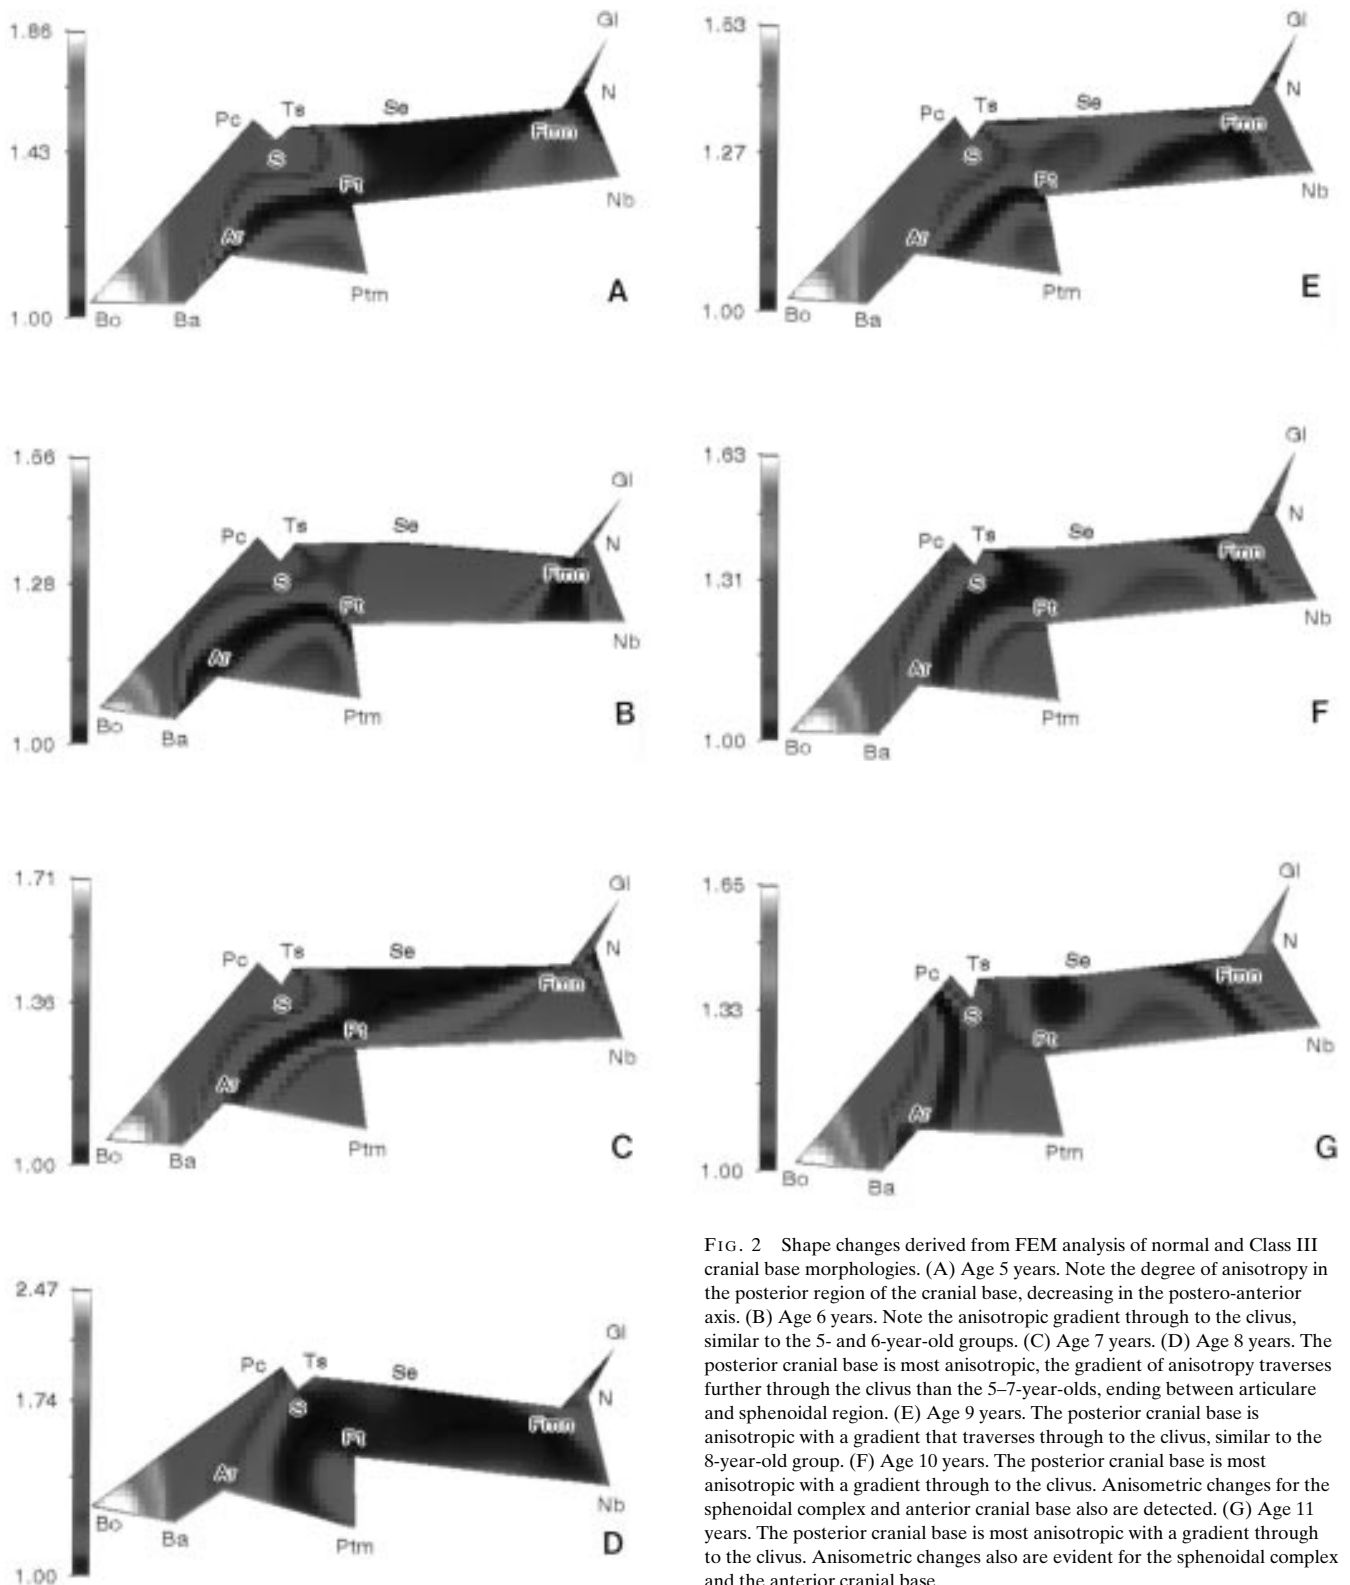 1.86
1.43
1.00
Gl
N
Ts
Se
Pc
Fmn
S
Pt
Nb
Ar
Ptm
A
Bo
Ba
1.53
1.27
1.00
Gl
N
Ts
Se
Pc
Fmn
S
Pt
Nb
Ar
Ptm
E
Bo
Ba
1.56
1.28
1.00
Gl
N
Ts
Se
Pc
Fmn
S
Pt
Nb
Ar
Ptm
B
Bo
Ba
1.63
1.31
1.00
Gl
N
Ts
Se
Pc
Fmn
S
Pt
Nb
Ar
Ptm
F
Bo
Ba
1.71
1.36
1.00
Gl
N
Ts
Se
Pc
Fmn
S
Pt
Nb
Ar
Ptm
C
Bo
Ba
1.65
1.33
1.00
Gl
N
Ts
Se
Pc
Fmn
S
Pt
Nb
Ar
Ptm
G
Bo
Ba
2.47
1.74
1.00
Gl
N
Ts
Se
Pc
Fmn
S
Pt
Nb
Ar
Ptm
D
Bo
Ba
FIG. 2 Shape changes derived from FEM analysis of normal and Class III
cranial base morphologies. (A) Age 5 years. Note the degree of anisotropy in
the posterior region of the cranial base, decreasing in the postero-anterior
axis. (B) Age 6 years. Note the anisotropic gradient through to the clivus,
similar to the 5- and 6-year-old groups. (C) Age 7 years. (D) Age 8 years. The
posterior cranial base is most anisotropic, the gradient of anisotropy traverses
further through the clivus than the 5–7-year-olds, ending between articulare
and sphenoidal region. (E) Age 9 years. The posterior cranial base is
anisotropic with a gradient that traverses through to the clivus, similar to the
8-year-old group. (F) Age 10 years. The posterior cranial base is most
anisotropic with a gradient through to the clivus. Anisometric changes for the
sphenoidal complex and anterior cranial base also are detected. (G) Age 11
years. The posterior cranial base is most anisotropic with a gradient through
to the clivus. Anisometric changes also are evident for the sphenoidal complex
and the anterior cranial base